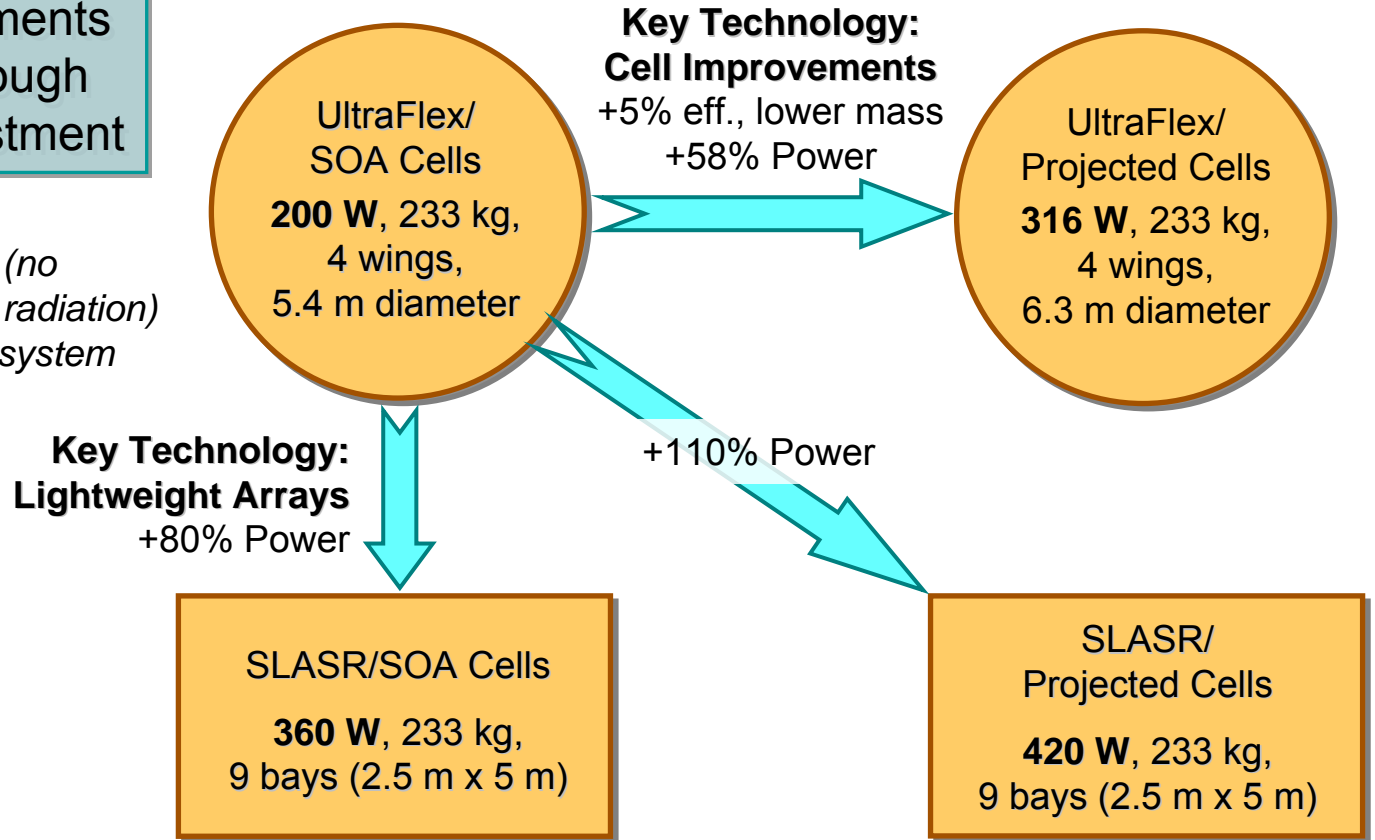 ments
ough
stment
(no
radiation)
system
UltraFlex/
SOA Cells
200 W, 233 kg,
4 wings,
5.4 m diameter
Key Technology:
Cell Improvements
+5% eff., lower mass
+58% Power
UltraFlex/
Projected Cells
316 W, 233 kg,
4 wings,
6.3 m diameter
Key Technology:
Lightweight Arrays
+80% Power
+110% Power
SLASR/SOA Cells
360 W, 233 kg,
9 bays (2.5 m x 5 m)
SLASR/
Projected Cells
420 W, 233 kg,
9 bays (2.5 m x 5 m)